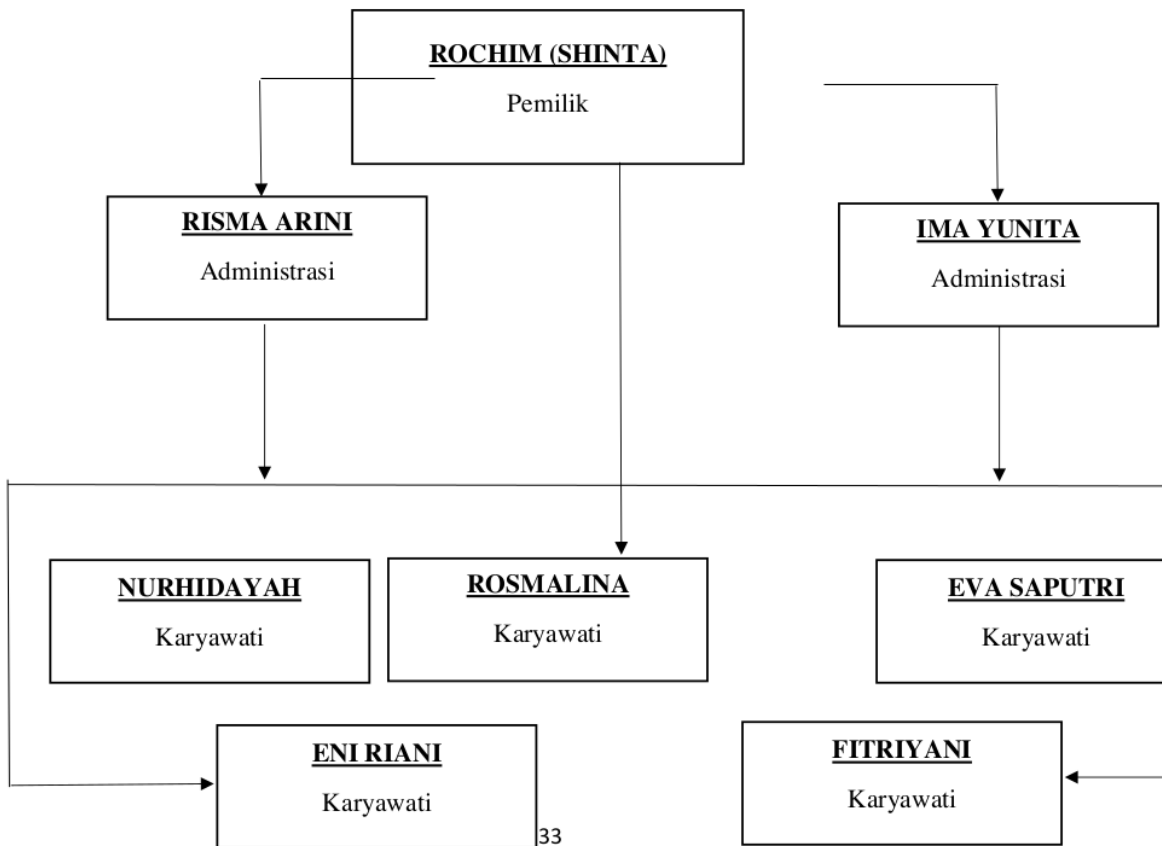 ROCHIM (SHINTA)
Pemilik
RISMA ARINI
Administrasi
IMA YUNITA
Administrasi
NURHIDAYAH
Karyawati
ROSMALINA
Karyawati
EVA SAPUTRI
Karyawati
ENI RIANI
Karyawati
FITRIYANI
Karyawati
33